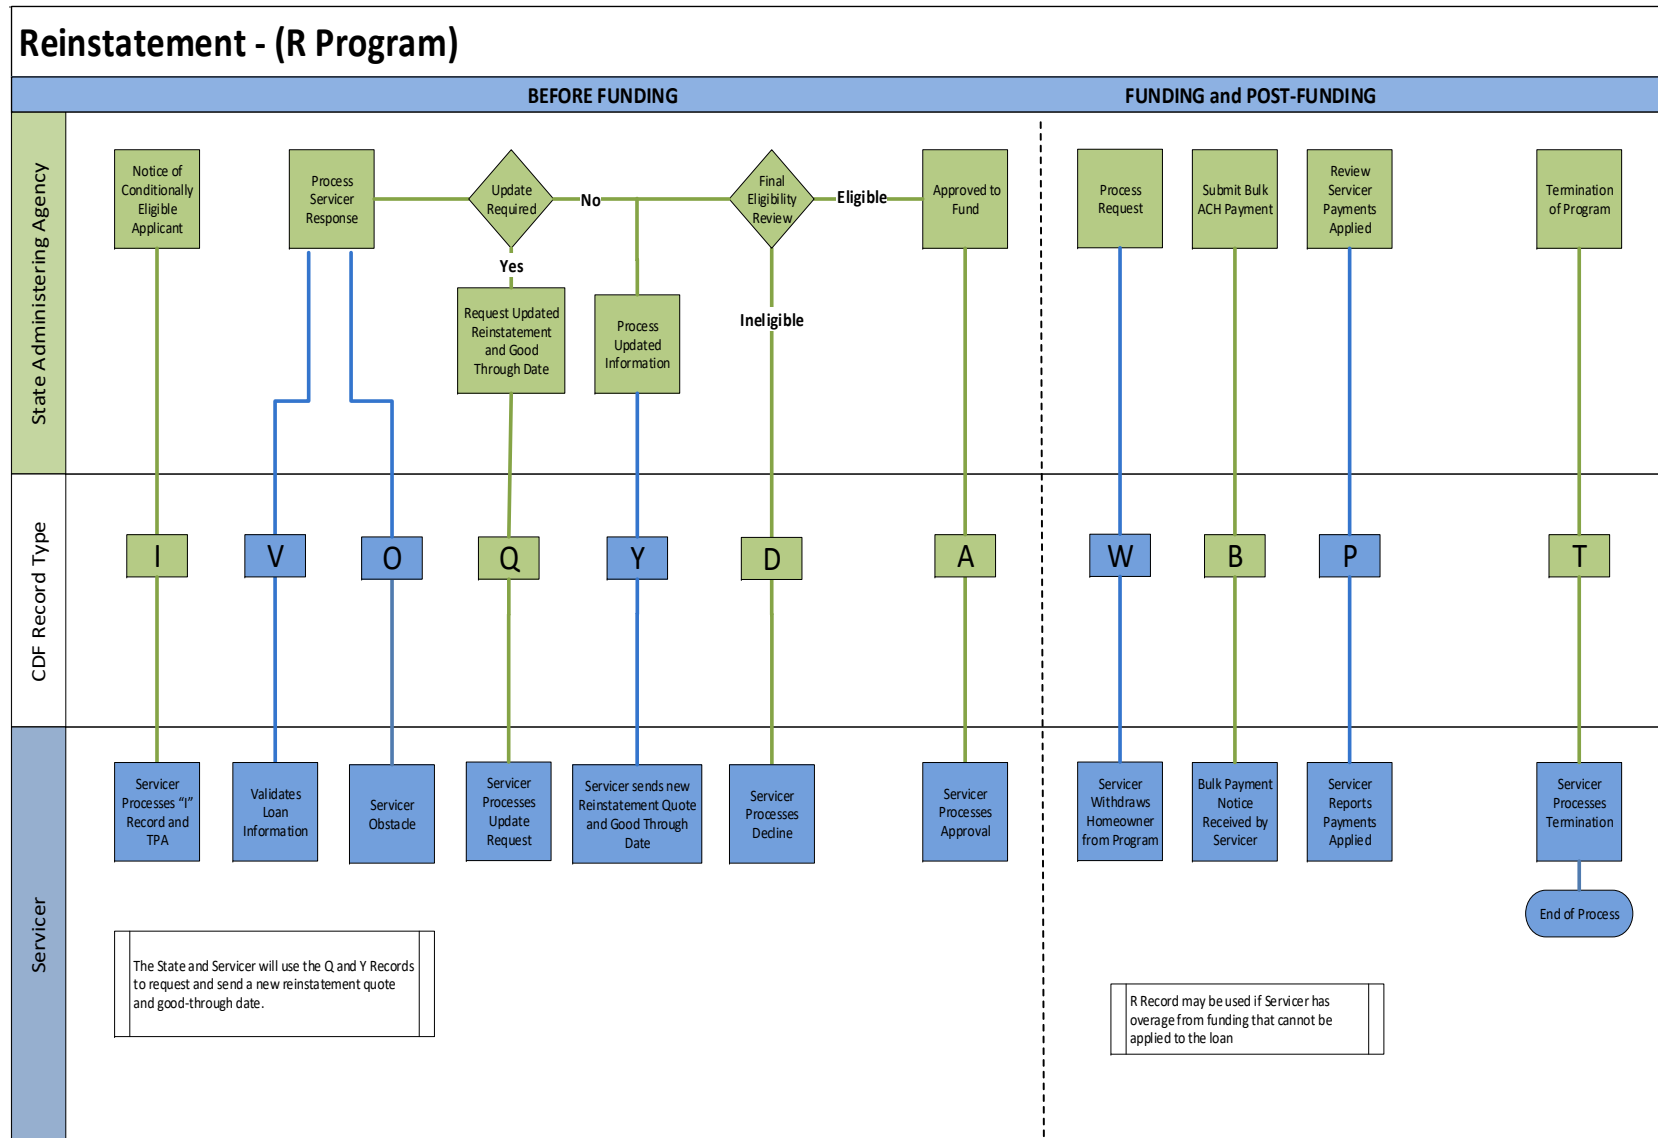 Reinstatement - (R Program)
BEFORE FUNDING
FUNDING and POST-FUNDING
State Administering Agency
Notice of
Conditionally
Eligible
Applicant
Process
Servicer
Response
Update
Required
No
Yes
Request Updated
Reinstatement
and Good
Through Date
Process
Updated
Information
Final
Eligibility
Review
Eligible
Ineligible
Approved to
Fund
Process
Request
Submit Bulk
ACH Payment
Review
Servicer
Payments
Applied
Termination
of Program
CDF Record Type
I
V
O
Q
Y
D
A
W
B
P
T
Servicer
Servicer
Processes “I”
Record and
TPA
Validates
Loan
Information
Servicer
Obstacle
Servicer
Processes
Update
Request
Servicer sends new
Reinstatement Quote
and Good Through
Date
Servicer
Processes
Decline
Servicer
Processes
Approval
Servicer
Withdraws
Homeowner
from Program
Bulk Payment
Notice
Received by
Servicer
Servicer
Reports
Payments
Applied
Servicer
Processes
Termination
End of Process
The State and Servicer will use the Q and Y Records
to request and send a new reinstatement quote
and good-through date.
R Record may be used if Servicer has
overage from funding that cannot be
applied to the loan